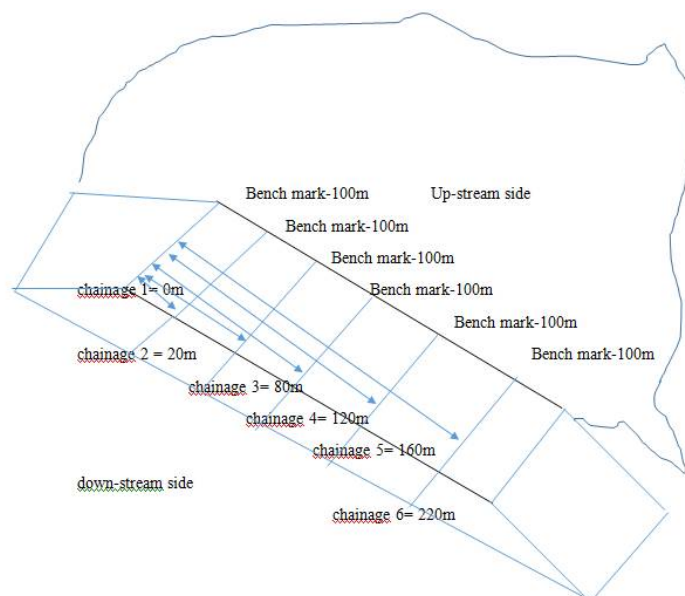 Bench mark-100m
Up-stream side
Bench mark-100m
Bench mark-100m
chainage 1= 0m
Bench mark-100m
Bench mark-100m
chainage 2 = 20m
Bench mark-100m
chainage 3= 80m
chainage 4= 120m
chainage 5= 160m
down-stream side
chainage 6= 220m